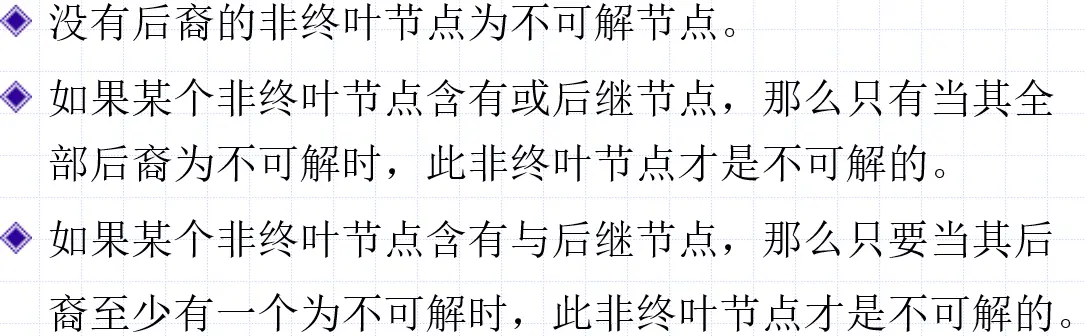 没有后裔的非终叶节点为不可解节点。
如果某个非终叶节点含有或后继节点，那么只有当其全
部后裔为不可解时，此非终叶节点才是不可解的。
如果某个非终叶节点含有与后继节点，那么只要当其后
裔至少有一个为不可解时，此非终叶节点才是不可解的。